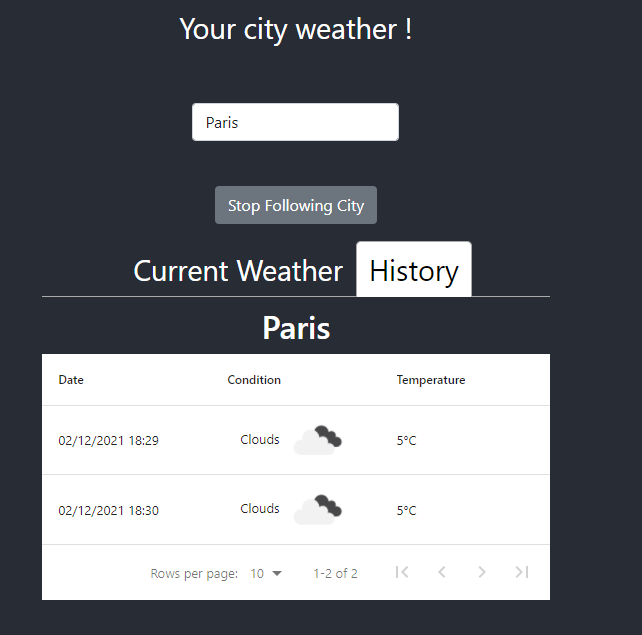 Your city weather !
Paris
Stop Following City
Current Weather History
Paris
Date Condition Temperature
02/12/2021 18:29 Clouds 5°C
02/12/2021 18:30 Clouds 5°C
Rows per page: 10 1-2 of 2